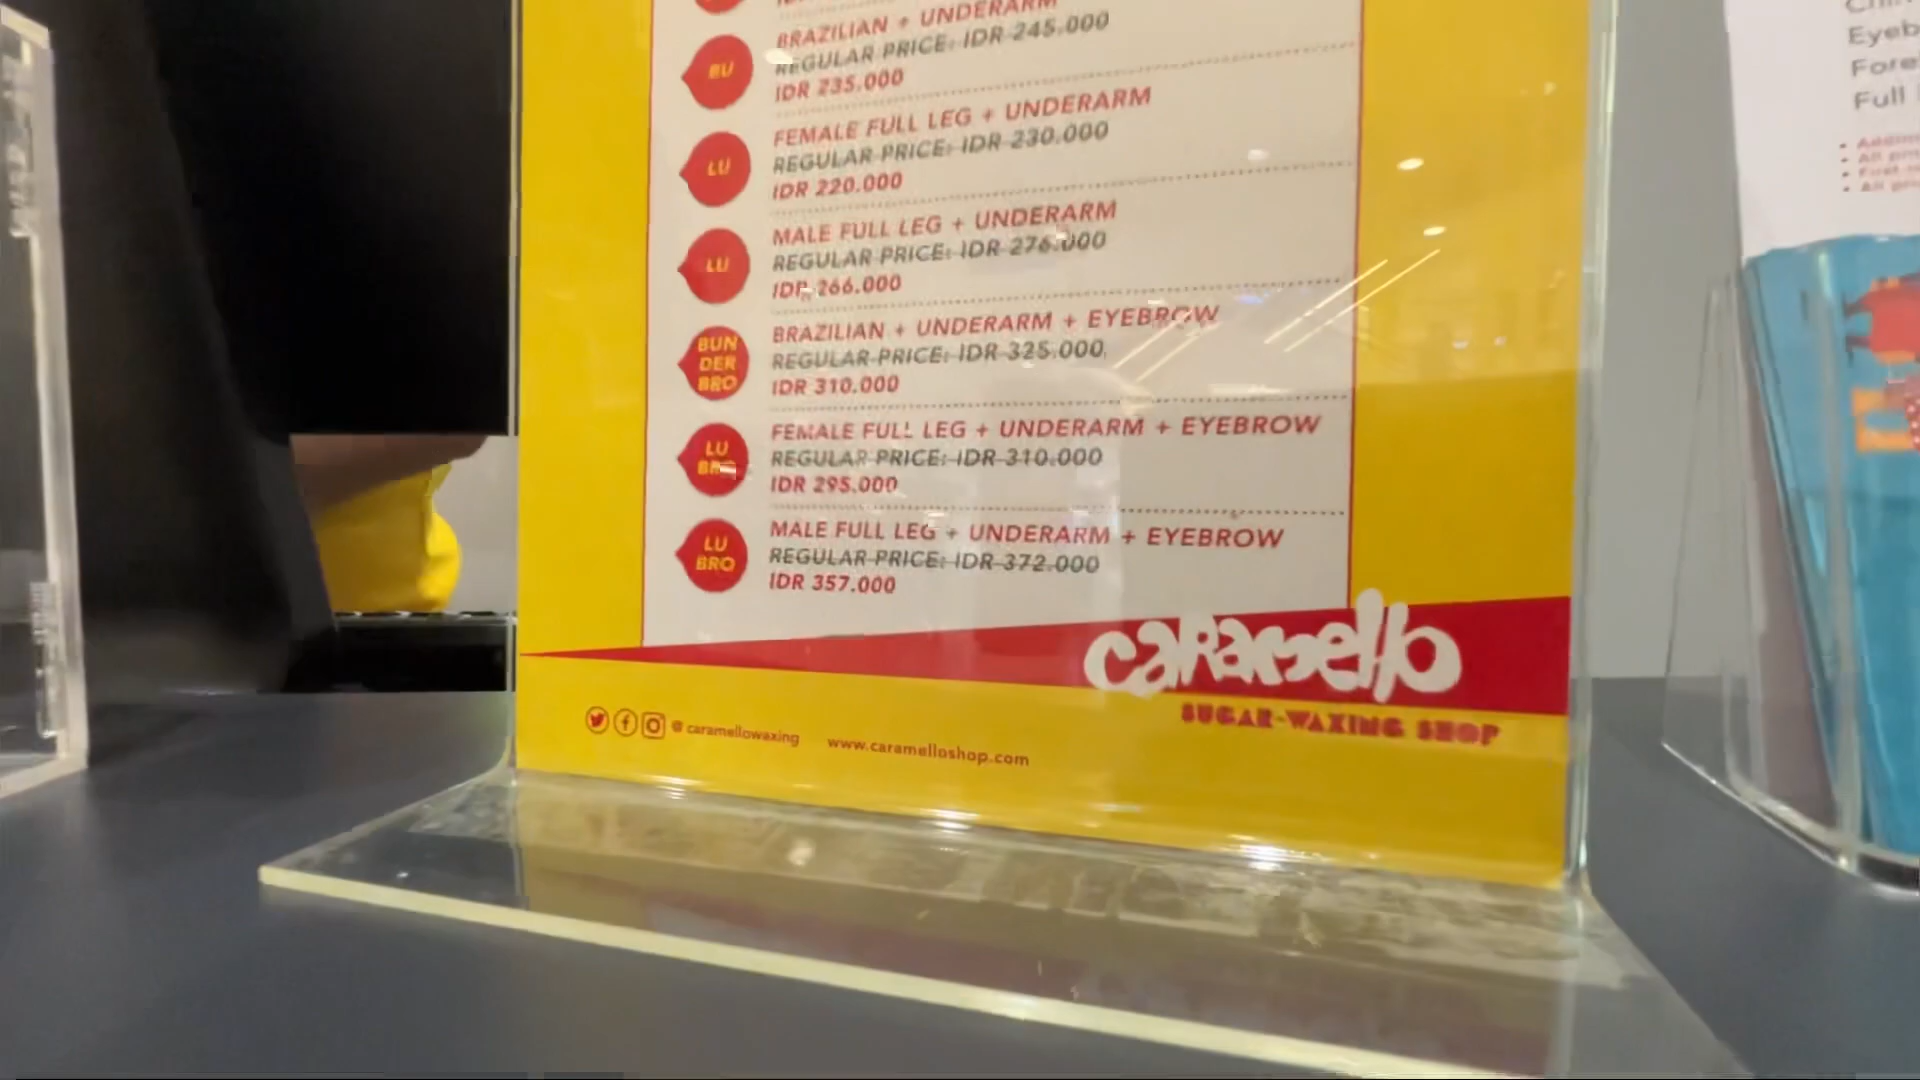 BRAZILIAN + UNDERARM
BU
REGULAR PRICE: IDR 245.000
IDR 235.000
FEMALE FULL LEG + UNDERARM
LU
REGULAR PRICE: IDR 230.000
IDR 220.000
MALE FULL LEG + UNDERARM
LU
REGULAR PRICE: IDR 276.000
IDR 266.000
BRAZILIAN + UNDERARM + EYEBROW
BUN
DER
BRO
REGULAR PRICE: IDR 325.000
IDR 310.000
FEMALE FULL LEG + UNDERARM + EYEBROW
LU
BRO
REGULAR PRICE: IDR 310.000
IDR 295.000
MALE FULL LEG + UNDERARM + EYEBROW
LU
BRO
REGULAR PRICE: IDR 372.000
IDR 357.000
caramello
SUGAR-WAXING SHOP
@caramellowaxing www.caramelloshop.com
Full